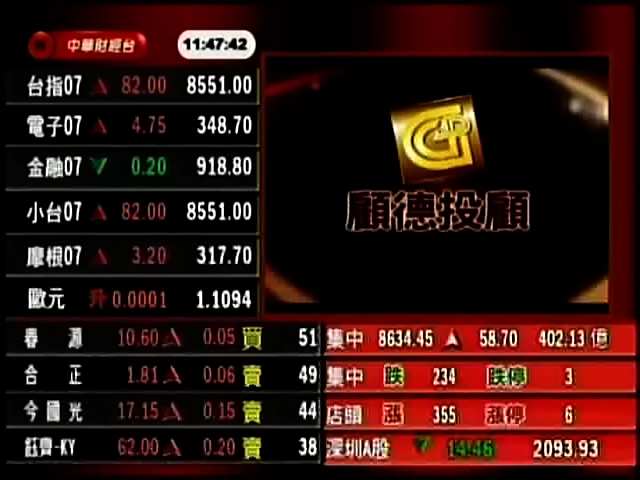 中華財經台 11:47:42
台指07 82.00 8551.00
電子07 4.75 348.70
金融07 0.20 918.80
小台07 82.00 8551.00
摩根07 3.20 317.70
歐元 升 0.0001 1.1094
G
顧德投顧
春源 10.60 0.05 買 51
合正 1.81 0.06 賣 49
今國光 17.15 0.15 賣 44
鈺齊-KY 62.00 0.20 賣 38
集中 8634.45 58.70 402.13 億
集中 跌 234 跌停 3
店頭 漲 355 漲停 6
深圳A股 14.46 2093.93